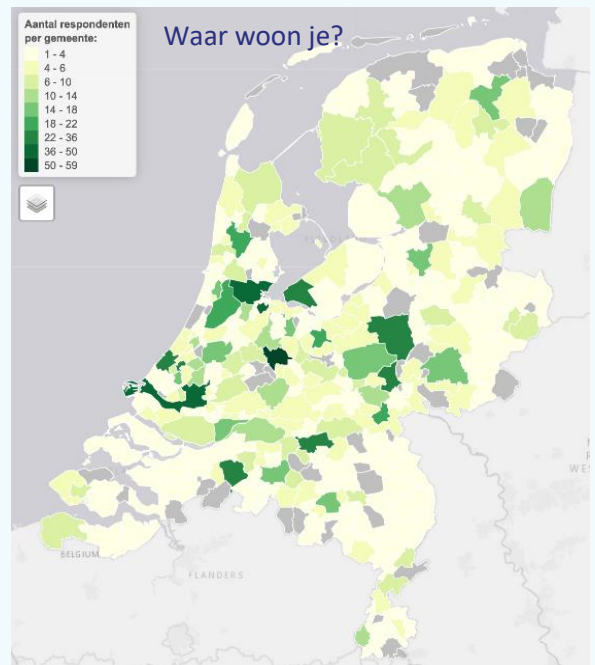 Waar woon je?
Aantal respondenten
per gemeente:
1 - 4
4 - 6
6 - 10
10 - 14
14 - 18
18 - 22
22 - 36
36 - 50
50 - 59
BELGIUM
FLANDERS